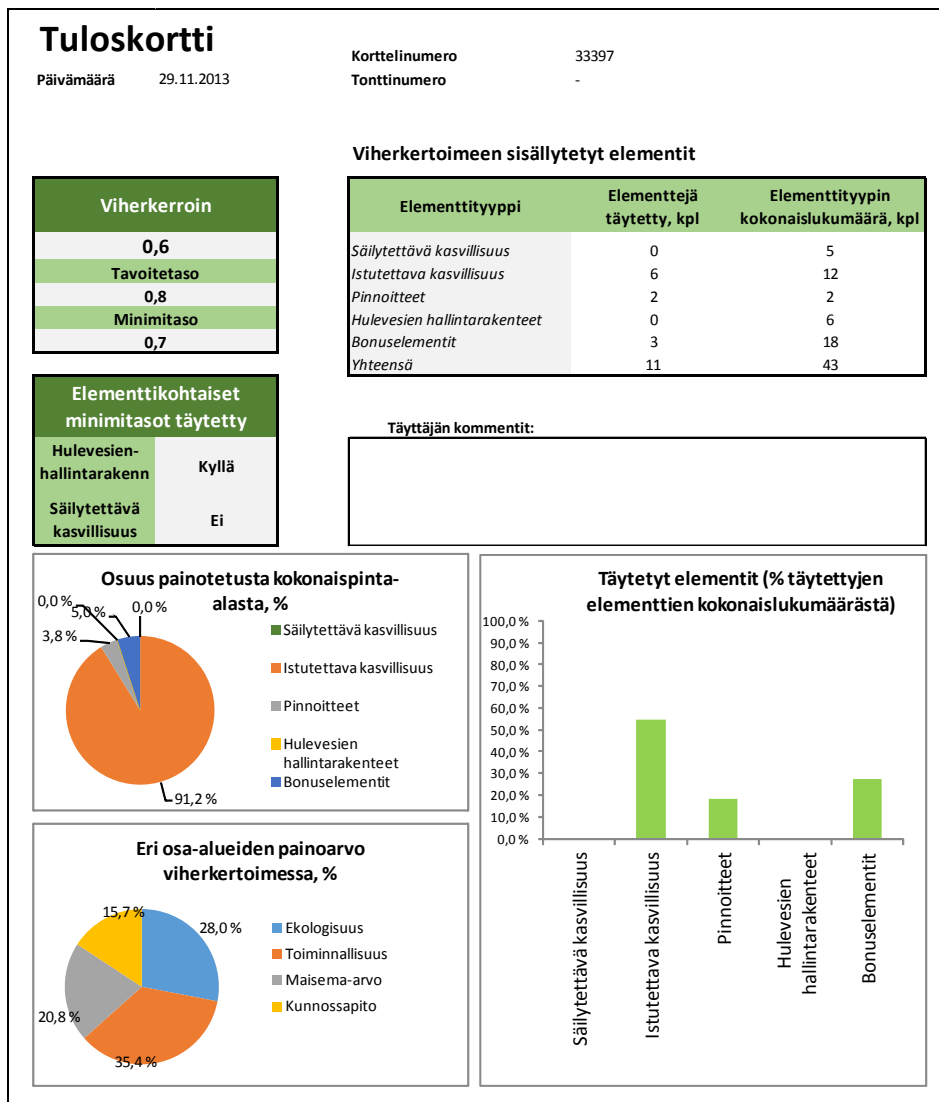 Tuloskortti
Päivämäärä 29.11.2013
Korttelinumero 33397
Tonttinumero -
Viherkerroin
0,6
Tavoitetaso
0,8
Minimitaso
0,7
Viherkertoimeen sisällytetyt elementit
Elementtityyppi Elementtejä täytetty, kpl Elementtityypin kokonaislukumäärä, kpl
Säilytettävä kasvillisuus 0 5
Istutettava kasvillisuus 6 12
Pinnoitteet 2 2
Hulevesien hallintarakenteet 0 6
Bonuselementit 3 18
Yhteensä 11 43
Elementtikohtaiset
minimitasot täytetty
Hulevesien-
hallintarakenn Kyllä
Säilytettävä
kasvillisuus Ei
Täyttäjän kommentit:
Osuus painotetusta kokonaispinta-
alasta, %
0,0 %
5,0 %
0,0 %
3,8 %
91,2 %
Säilytettävä kasvillisuus
Istutettava kasvillisuus
Pinnoitteet
Hulevesien
hallintarakenteet
Bonuselementit
Eri osa-alueiden painoarvo
viherkertoimessa, %
15,7 %
28,0 %
20,8 %
35,4 %
Ekologisuus
Toiminnallisuus
Maisema-arvo
Kunnossapito
Täytetyt elementit (% täytettyjen
elementtien kokonaislukumäärästä)
100,0 %
90,0 %
80,0 %
70,0 %
60,0 %
50,0 %
40,0 %
30,0 %
20,0 %
10,0 %
0,0 %
Säilytettävä kasvillisuus
Istutettava kasvillisuus
Pinnoitteet
Hulevesien
hallintarakenteet
Bonuselementit